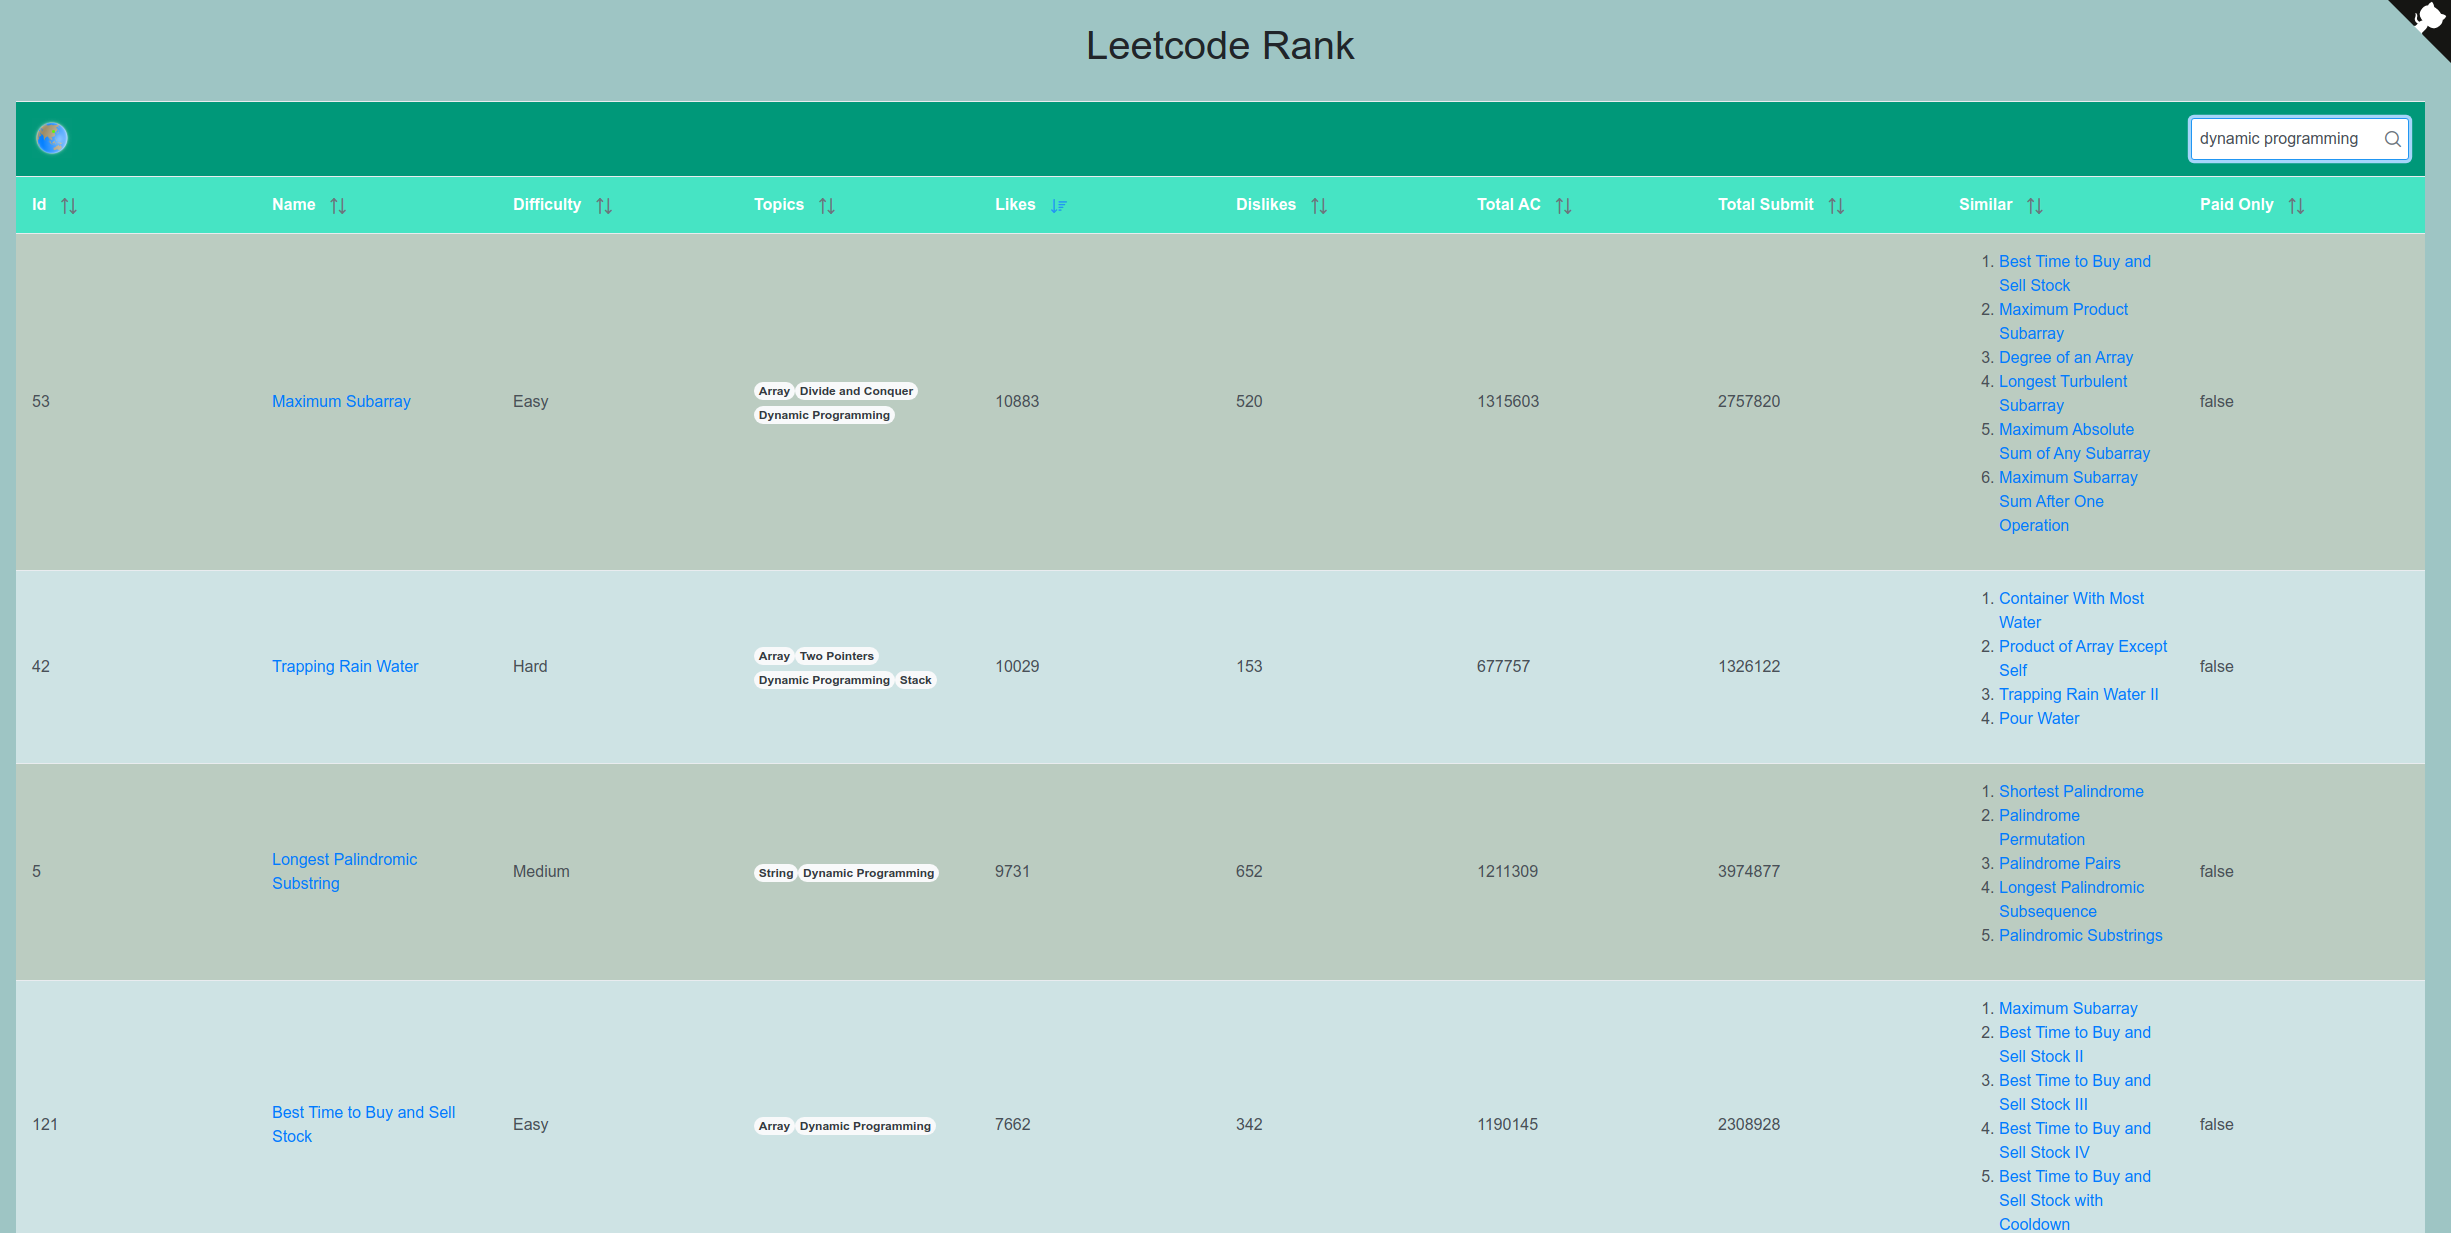 Leetcode Rank
dynamic programming
Id Name Difficulty Topics Likes Dislikes Total AC Total Submit Similar Paid Only
53 Maximum Subarray Easy Array Divide and Conquer Dynamic Programming 10883 520 1315603 2757820 false
1. Best Time to Buy and
Sell Stock
2. Maximum Product
Subarray
3. Degree of an Array
4. Longest Turbulent
Subarray
5. Maximum Absolute
Sum of Any Subarray
6. Maximum Subarray
Sum After One
Operation
42 Trapping Rain Water Hard Array Two Pointers Dynamic Programming Stack 10029 153 677757 1326122 false
1. Container With Most
Water
2. Product of Array Except
Self
3. Trapping Rain Water II
4. Pour Water
5 Longest Palindromic Substring Medium String Dynamic Programming 9731 652 1211309 3974877 false
1. Shortest Palindrome
2. Palindrome
Permutation
3. Palindrome Pairs
4. Longest Palindromic
Subsequence
5. Palindromic Substrings
121 Best Time to Buy and Sell Stock Easy Array Dynamic Programming 7662 342 1190145 2308928 false
1. Maximum Subarray
2. Best Time to Buy and
Sell Stock II
3. Best Time to Buy and
Sell Stock III
4. Best Time to Buy and
Sell Stock IV
5. Best Time to Buy and
Sell Stock with
Cooldown